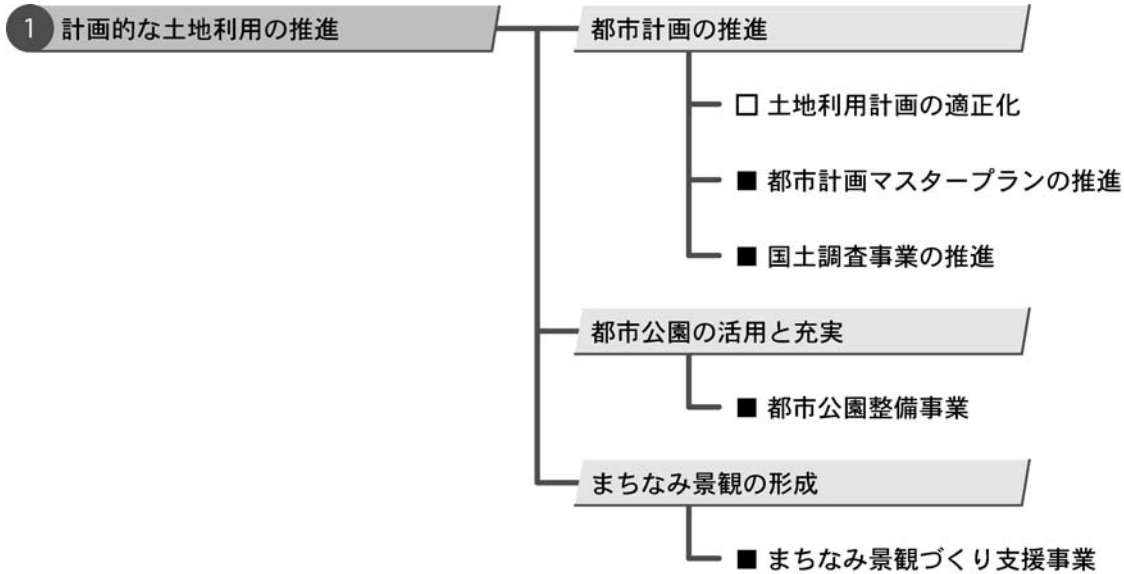 1 計画的な土地利用の推進
都市計画の推進
□ 土地利用計画の適正化
■ 都市計画マスタープランの推進
■ 国土調査事業の推進
都市公園の活用と充実
■ 都市公園整備事業
まちなみ景観の形成
■ まちなみ景観づくり支援事業